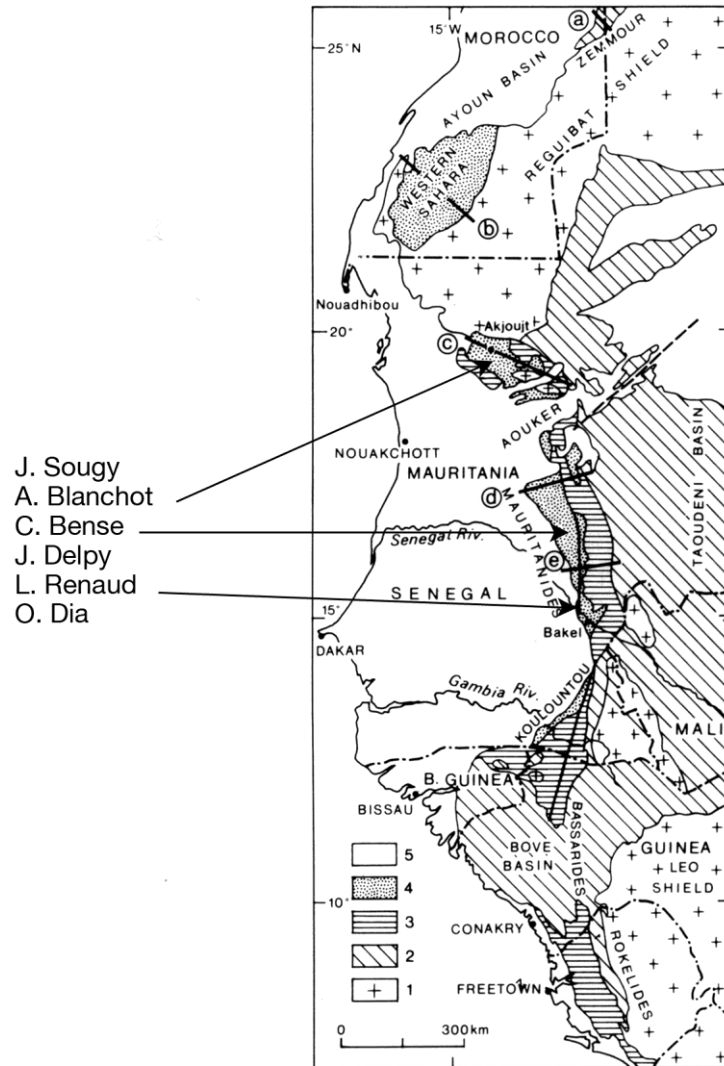 J. Sougy
A. Blanchot
C. Bense
J. Delpy
L. Renaud
O. Dia
a
25°N
15°W
MOROCCO
ZEMMOUR
AYOUN BASIN
SHIELD
REGUIBAT
WESTERN
SAHARA
b
Nouadhibou
20°
Akjoujt
c
AOUKER
NOUAKCHOTT
MAURITANIA
TAOUDENI BASIN
d
MAURITANIDES
Senegal Riv.
e
SENEGAL
15°
Bakel
DAKAR
Gambia Riv.
KOULOUNTOU
MALI
B. GUINEA
BISSAU
BASSARIDES
BOVE
BASIN
GUINEA
LEO
SHIELD
5
4
3
2
1
10°
CONAKRY
ROKELIDES
FREETOWN
0 300 km